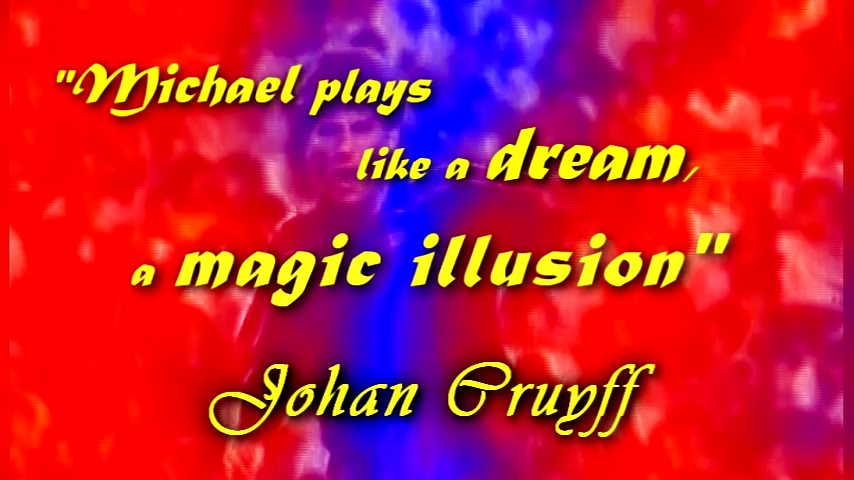 "Michael plays
like a dream,
a magic illusion"
Johan Cruyff